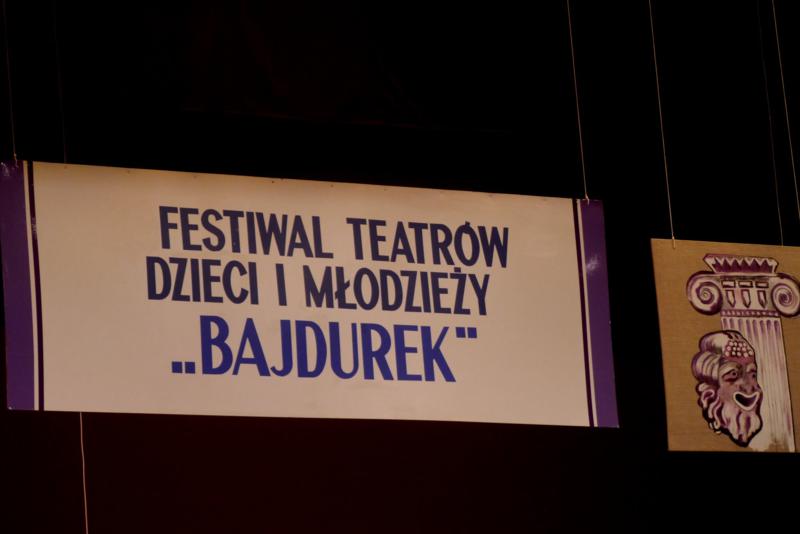 FESTIWAL TEATRÓW
DZIECI I MŁODZIEŻY
„BAJDUREK"